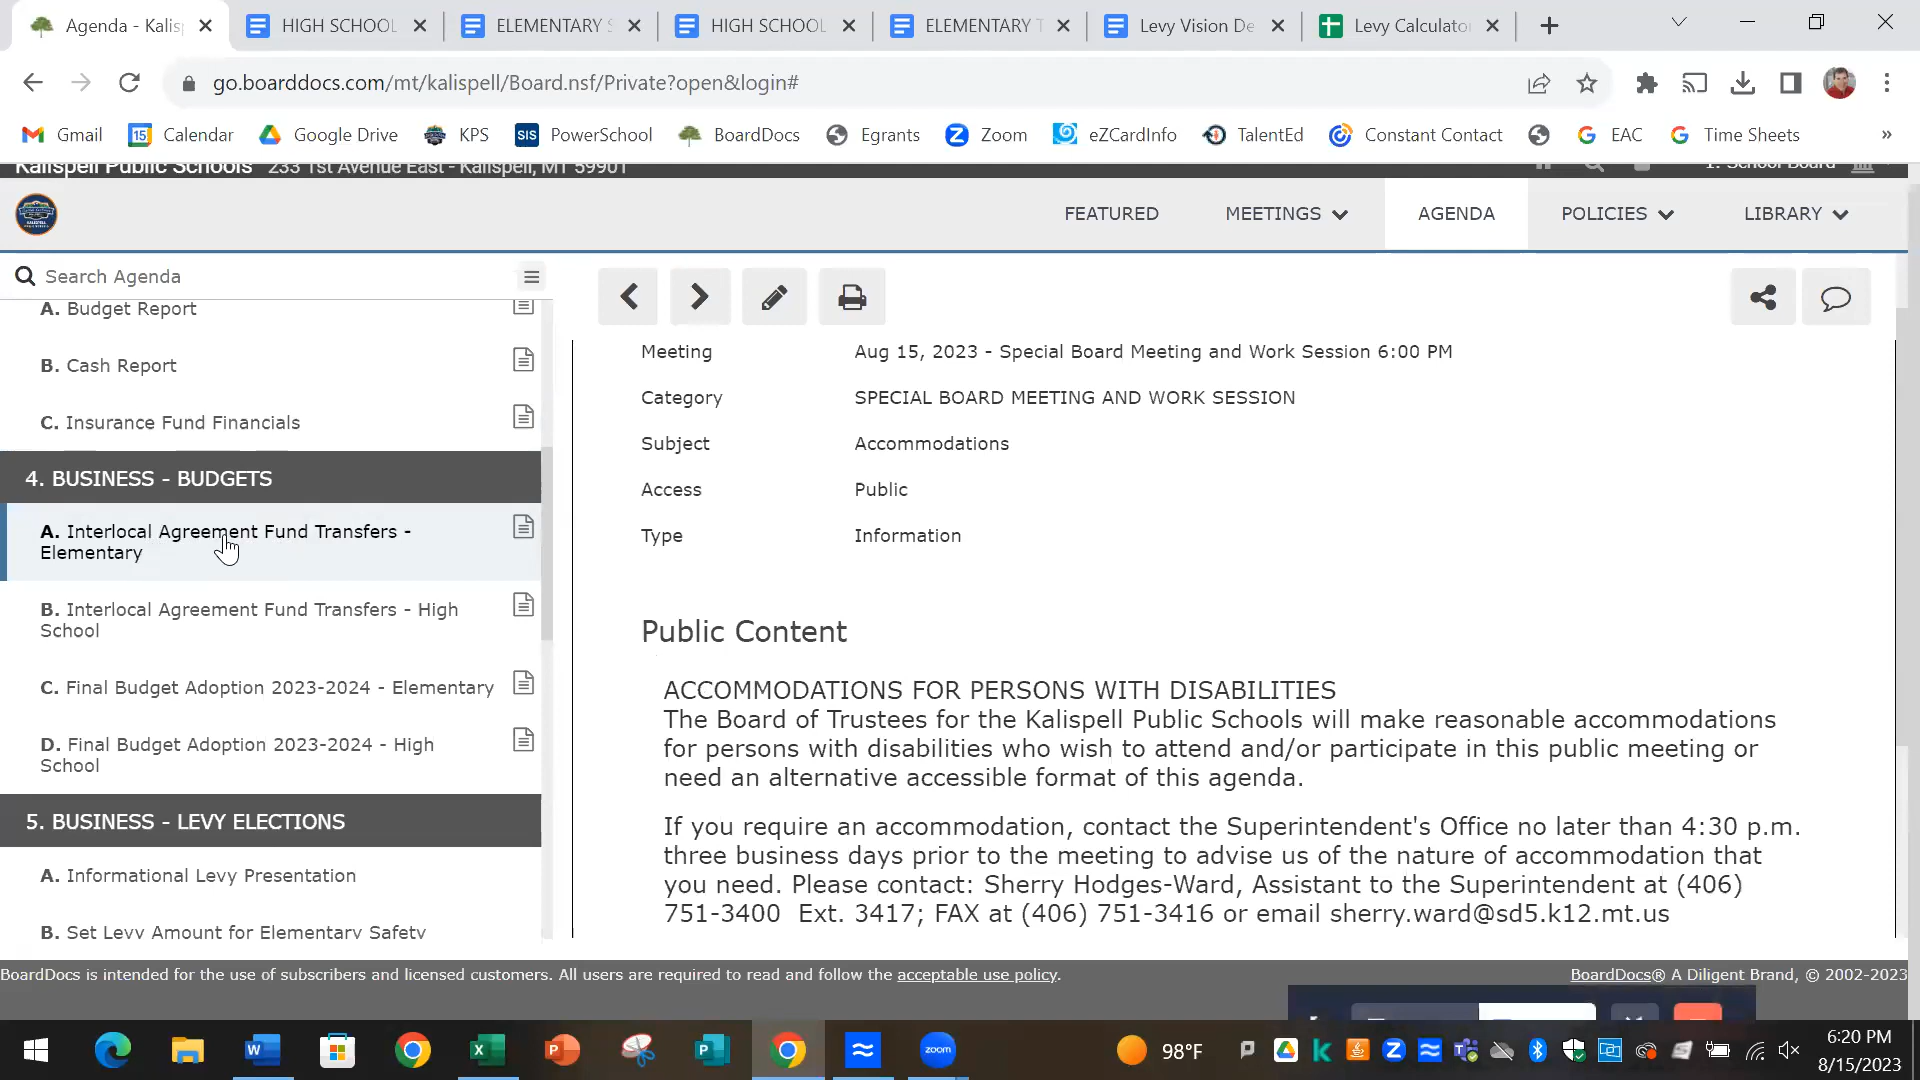 Agenda - Kalisp
HIGH SCHOOL
ELEMENTARY S
HIGH SCHOOL
ELEMENTARY T
Levy Vision De
Levy Calculato
go.boarddocs.com/mt/kalispell/Board.nsf/Private?open&login#
Gmail
Calendar
Google Drive
KPS
SIS PowerSchool
BoardDocs
Egrants
Zoom
eZCardInfo
TalentEd
Constant Contact
EAC
Time Sheets
»
Kalispell Public Schools 233 1st Avenue East - Kalispell, MT 59901
1. School Board
FEATURED
MEETINGS
AGENDA
POLICIES
LIBRARY
Search Agenda
A. Budget Report
B. Cash Report
C. Insurance Fund Financials
4. BUSINESS - BUDGETS
A. Interlocal Agreement Fund Transfers -
Elementary
B. Interlocal Agreement Fund Transfers - High
School
C. Final Budget Adoption 2023-2024 - Elementary
D. Final Budget Adoption 2023-2024 - High
School
5. BUSINESS - LEVY ELECTIONS
A. Informational Levy Presentation
B. Set Levy Amount for Elementary Safety
Meeting Aug 15, 2023 - Special Board Meeting and Work Session 6:00 PM
Category SPECIAL BOARD MEETING AND WORK SESSION
Subject Accommodations
Access Public
Type Information
Public Content
ACCOMMODATIONS FOR PERSONS WITH DISABILITIES
The Board of Trustees for the Kalispell Public Schools will make reasonable accommodations
for persons with disabilities who wish to attend and/or participate in this public meeting or
need an alternative accessible format of this agenda.
If you require an accommodation, contact the Superintendent's Office no later than 4:30 p.m.
three business days prior to the meeting to advise us of the nature of accommodation that
you need. Please contact: Sherry Hodges-Ward, Assistant to the Superintendent at (406)
751-3400 Ext. 3417; FAX at (406) 751-3416 or email sherry.ward@sd5.k12.mt.us
BoardDocs is intended for the use of subscribers and licensed customers. All users are required to read and follow the acceptable use policy.
BoardDocs® A Diligent Brand, © 2002-2023
zoom
98°F
6:20 PM
8/15/2023